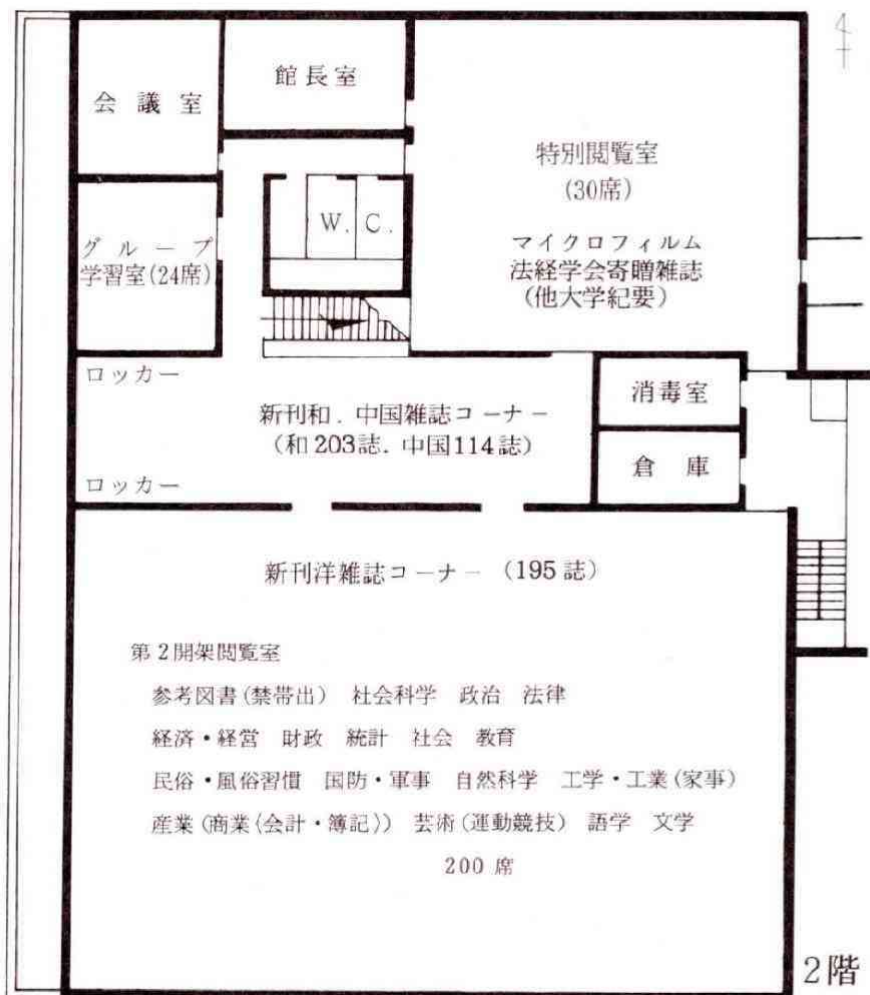 館長室
会議室
特別閲覧室
(30席)
W. C.
マイクロフィルム
法経学会寄贈雑誌
(他大学紀要)
グループ
学習室(24席)
ロッカー
消毒室
新刊和.中国雑誌コーナー
(和203誌.中国114誌)
倉庫
ロッカー
新刊洋雑誌コーナー (195誌)
第2開架閲覧室
参考図書(禁帯出) 社会科学 政治 法律
経済・経営 財政 統計 社会 教育
民俗・風俗習慣 国防・軍事 自然科学 工学・工業(家事)
産業(商業(会計・簿記)) 芸術(運動競技) 語学 文学
200席
2階